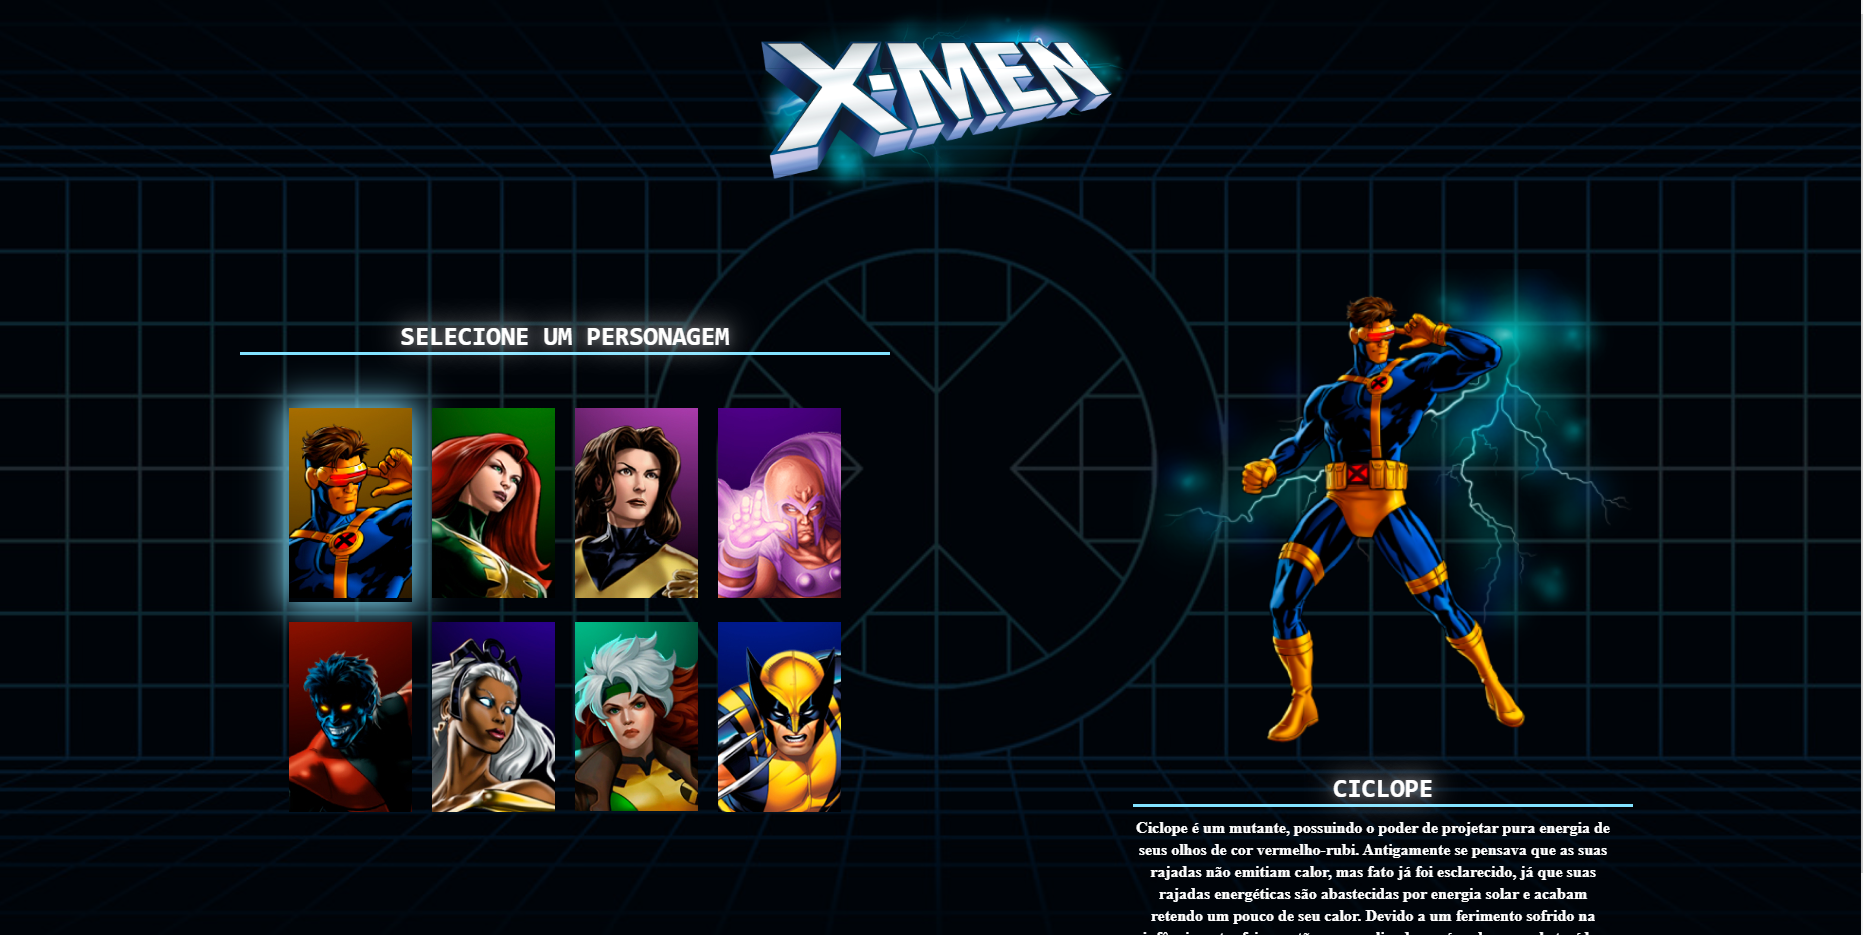 X-MEN
SELECIONE UM PERSONAGEM
CICLOPE
Ciclope é um mutante, possuindo o poder de projetar pura energia de
seus olhos de cor vermelho-rubi. Antigamente se pensava que as suas
rajadas não emitiam calor, mas fato já foi esclarecido, já que suas
rajadas energéticas são abastecidas por energia solar e acabam
retendo um pouco de seu calor. Devido a um ferimento sofrido na